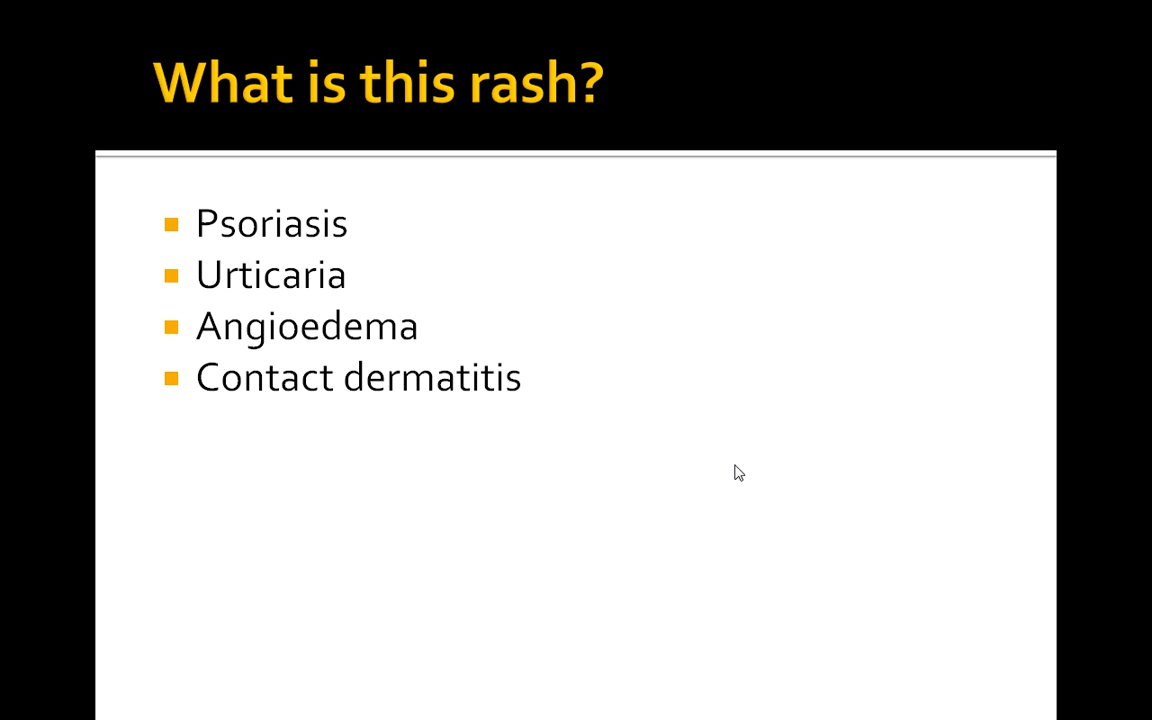 What is this rash?
Psoriasis
Urticaria
Angioedema
Contact dermatitis